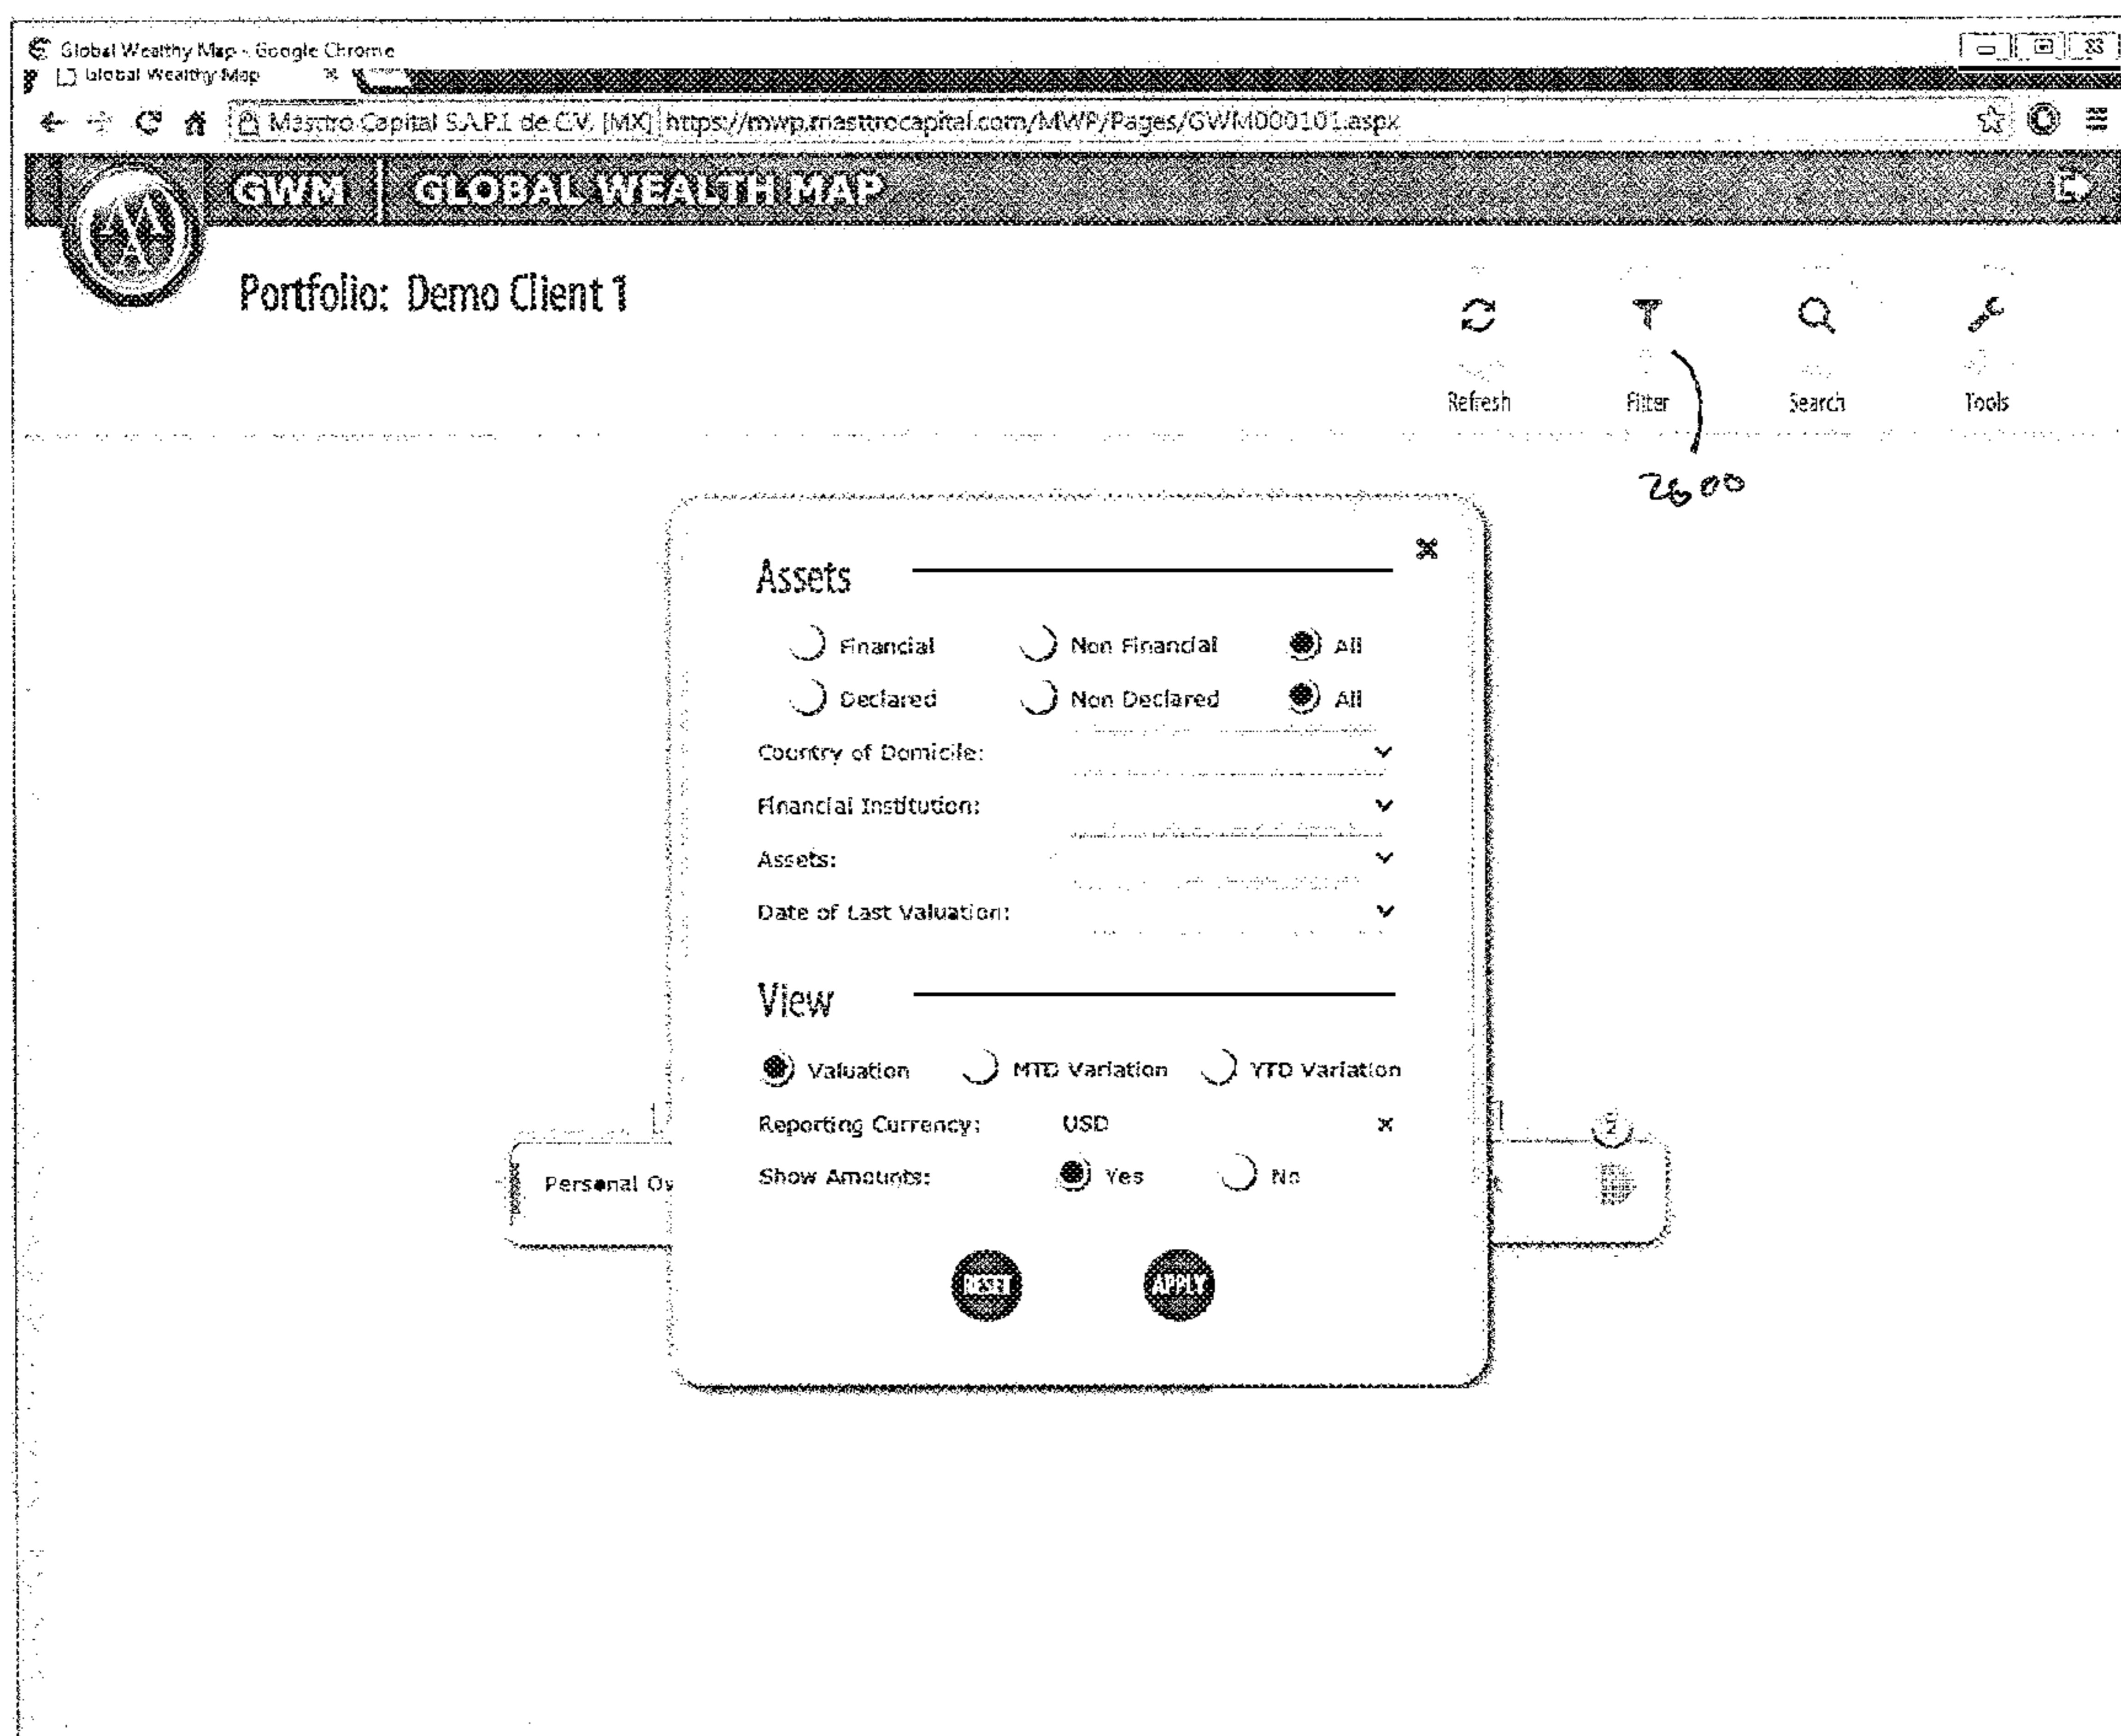 Global Wealthy Map - Google Chrome
Global Wealthy Map
Masttro Capital S.A.P.I. de C.V. [MX] https://mwp.masttrocapital.com/MWP/Pages/GWM000101.aspx
GWM | GLOBAL WEALTH MAP
Portfolio: Demo Client 1
Refresh Filter Search Tools
2600
Assets
Financial Non Financial All
Declared Non Declared All
Country of Domicile:
Financial Institution:
Assets:
Date of Last Valuation:
View
Valuation MTD Variation YTD Variation
Reporting Currency: USD
Show Amounts: Yes No
2
Personal Ow
RESET APPLY